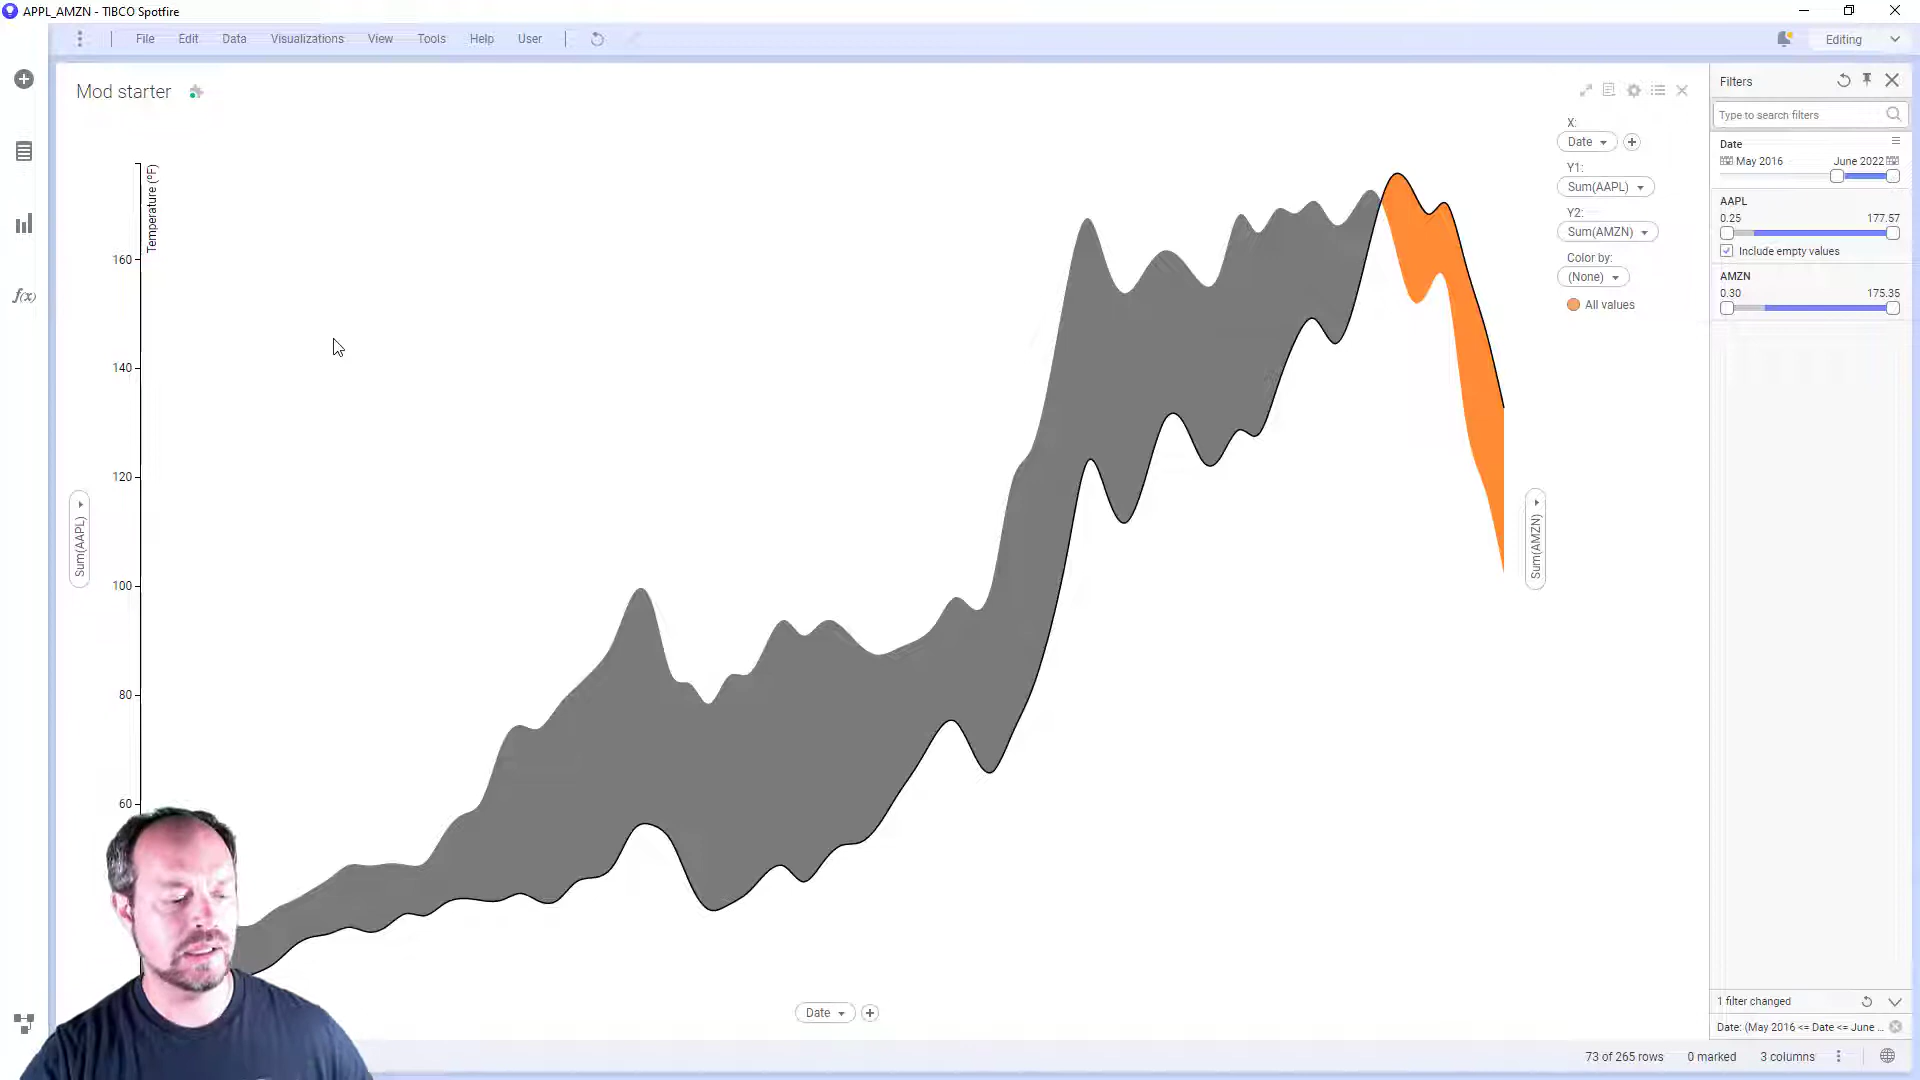 APPL_AMZN - TIBCO Spotfire
File Edit Data Visualizations View Tools Help User
Editing
Mod starter
Temperature (ºF)
160
140
120
100
80
60
Sum(AAPL)
Sum(AMZN)
Date
X:
Date
Y1:
Sum(AAPL)
Y2:
Sum(AMZN)
Color by:
(None)
All values
Filters
Type to search filters
Date
May 2016 June 2022
AAPL
0.25 177.57
Include empty values
AMZN
0.30 175.35
1 filter changed
Date: (May 2016 <= Date <= June ...
73 of 265 rows 0 marked 3 columns
f(x)